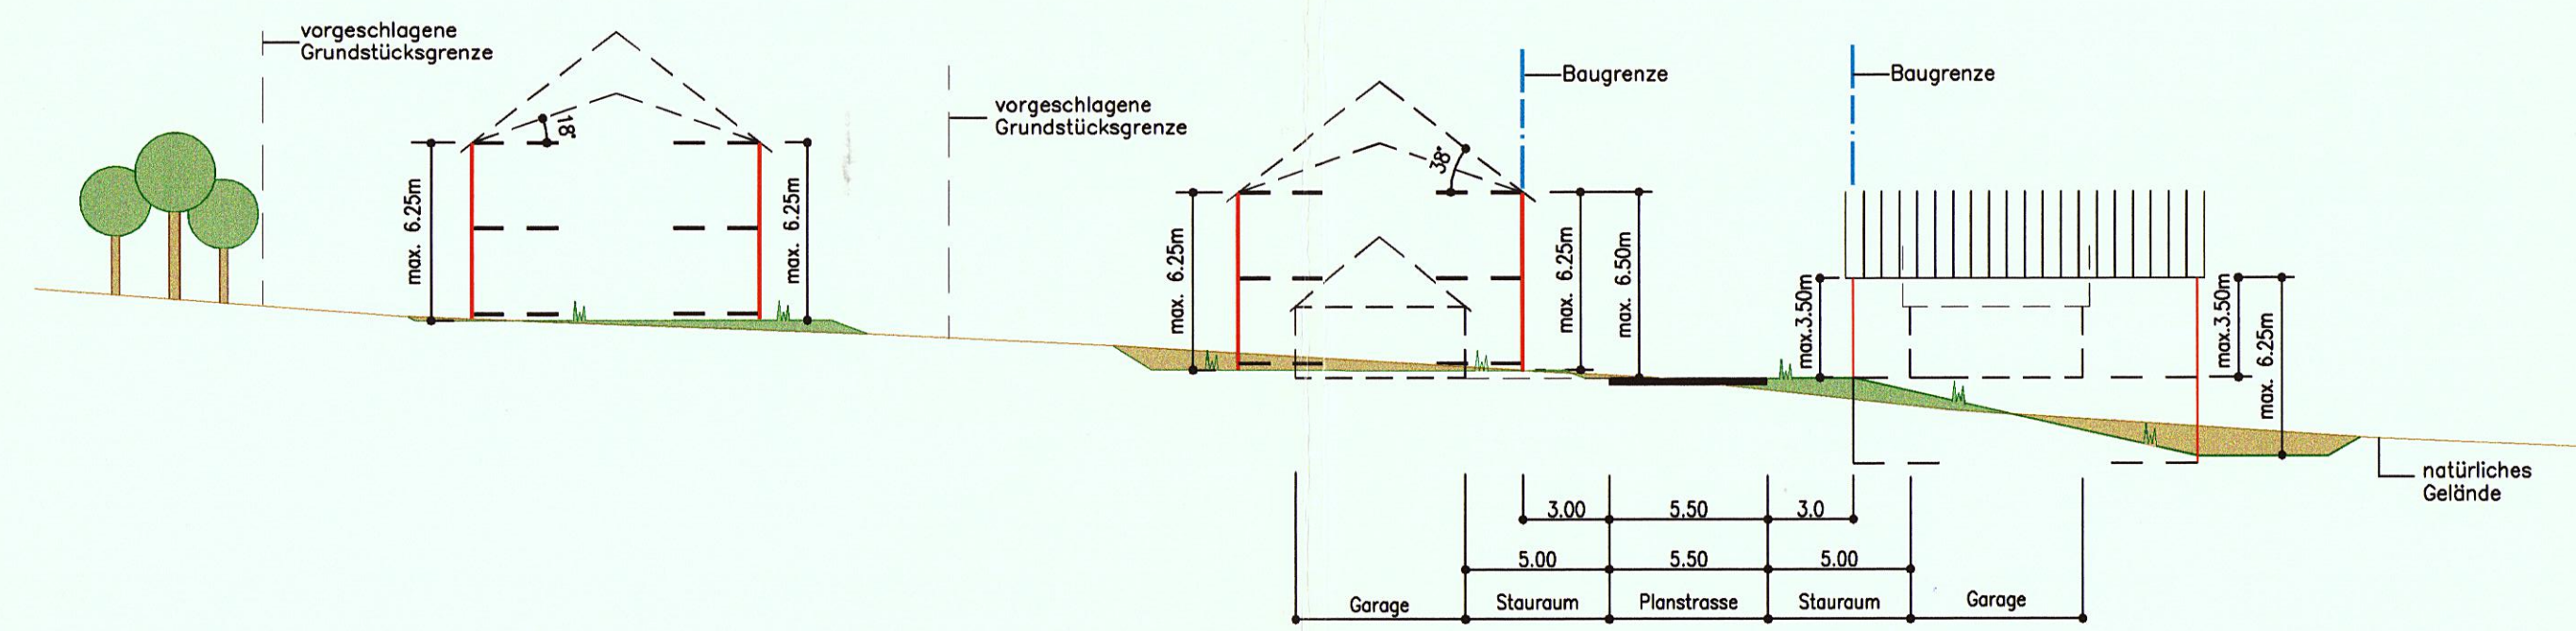 vorgeschlagene
Grundstücksgrenze
18°
max. 6.25m
max. 6.25m
vorgeschlagene
Grundstücksgrenze
Baugrenze
38°
max. 6.25m
max. 6.25m
max. 6.50m
Baugrenze
max.3.50m
max.3.50m
max. 6.25m
natürliches
Gelände
3.00 5.50 3.0
5.00 5.50 5.00
Garage Stauraum Planstrasse Stauraum Garage